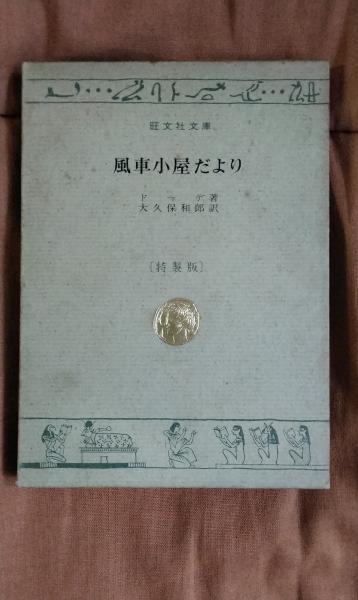 旺文社文庫
風車小屋だより
ドーデ著
大久保和郎訳
〔特製版〕